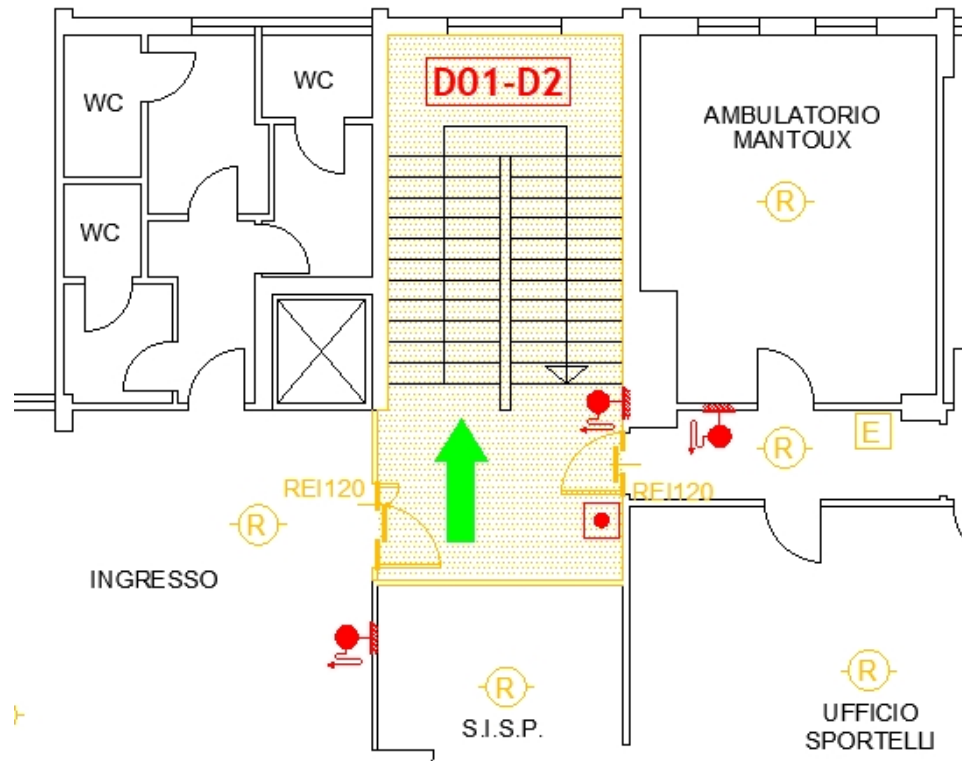 D01-D2
WC
WC
WC
AMBULATORIO
MANTOUX
R
E
R
REI120
REI120
R
INGRESSO
R
S.I.S.P.
R
UFFICIO
SPORTELLI